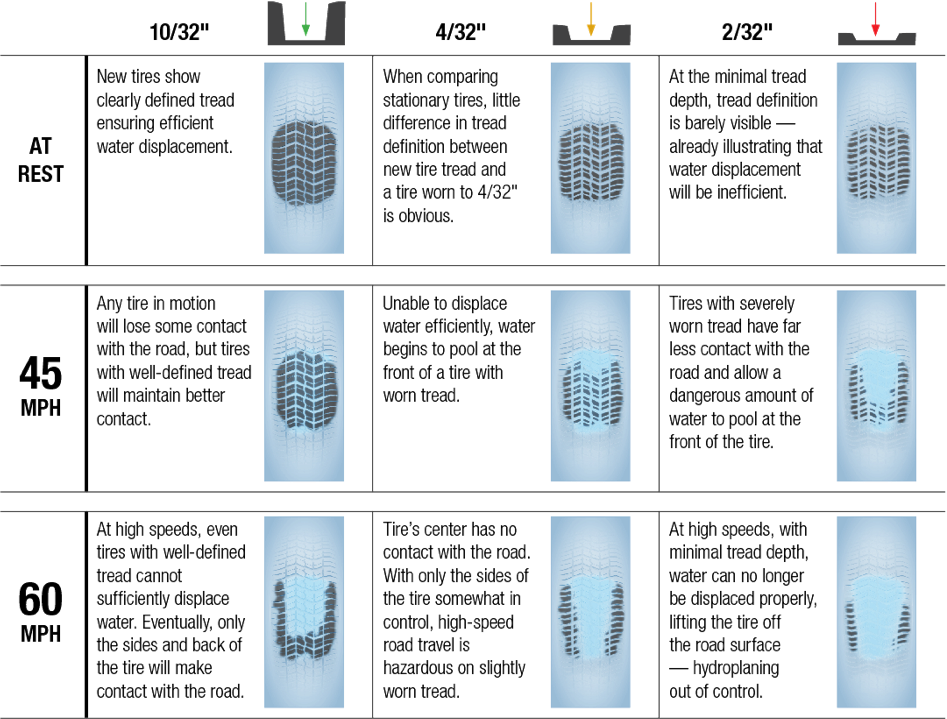 10/32"
4/32"
2/32"
AT
REST
New tires show
clearly defined tread
ensuring efficient
water displacement.
When comparing
stationary tires, little
difference in tread
definition between
new tire tread and
a tire worn to 4/32"
is obvious.
At the minimal tread
depth, tread definition
is barely visible —
already illustrating that
water displacement
will be inefficient.
45
MPH
Any tire in motion
will lose some contact
with the road, but tires
with well-defined tread
will maintain better
contact.
Unable to displace
water efficiently, water
begins to pool at the
front of a tire with
worn tread.
Tires with severely
worn tread have far
less contact with the
road and allow a
dangerous amount of
water to pool at the
front of the tire.
60
MPH
At high speeds, even
tires with well-defined
tread cannot
sufficiently displace
water. Eventually, only
the sides and back of
the tire will make
contact with the road.
Tire's center has no
contact with the road.
With only the sides of
the tire somewhat in
control, high-speed
road travel is
hazardous on slightly
worn tread.
At high speeds, with
minimal tread depth,
water can no longer
be displaced properly,
lifting the tire off
the road surface
— hydroplaning
out of control.